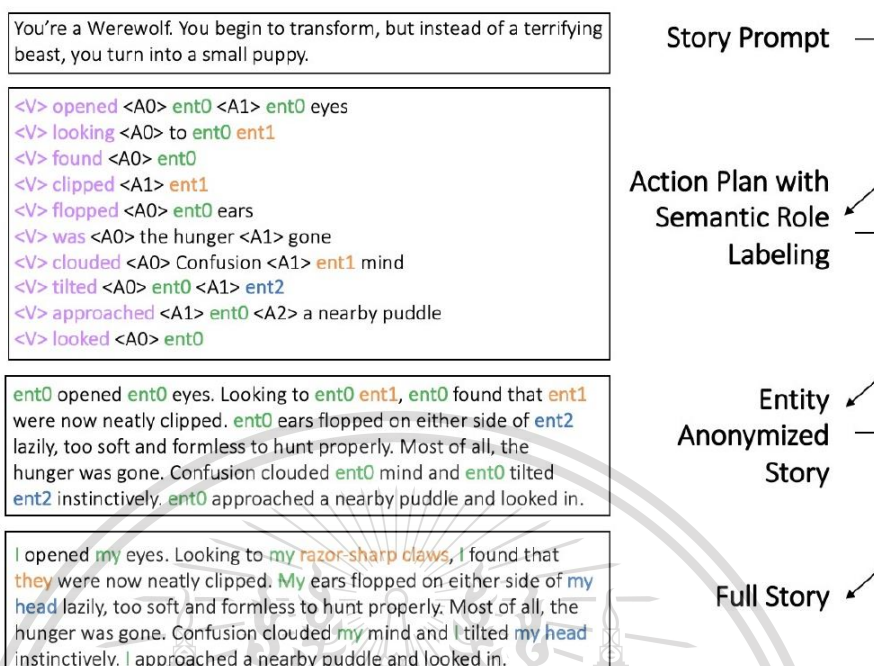 You're a Werewolf. You begin to transform, but instead of a terrifying
beast, you turn into a small puppy.
Story Prompt
<V> opened <A0> ent0 <A1> ent0 eyes
<V> looking <A0> to ent0 ent1
<V> found <A0> ent0
<V> clipped <A1> ent1
<V> flopped <A0> ent0 ears
<V> was <A0> the hunger <A1> gone
<V> clouded <A0> Confusion <A1> ent1 mind
<V> tilted <A0> ent0 <A1> ent2
<V> approached <A1> ent0 <A2> a nearby puddle
<V> looked <A0> ent0
Action Plan with
Semantic Role
Labeling
ent0 opened ent0 eyes. Looking to ent0 ent1, ent0 found that ent1
were now neatly clipped. ent0 ears flopped on either side of ent2
lazily, too soft and formless to hunt properly. Most of all, the
hunger was gone. Confusion clouded ent0 mind and ent0 tilted
ent2 instinctively. ent0 approached a nearby puddle and looked in.
Entity
Anonymized
Story
I opened my eyes. Looking to my razor-sharp claws, I found that
they were now neatly clipped. My ears flopped on either side of my
head lazily, too soft and formless to hunt properly. Most of all, the
hunger was gone. Confusion clouded my mind and I tilted my head
instinctively. I approached a nearby puddle and looked in.
Full Story